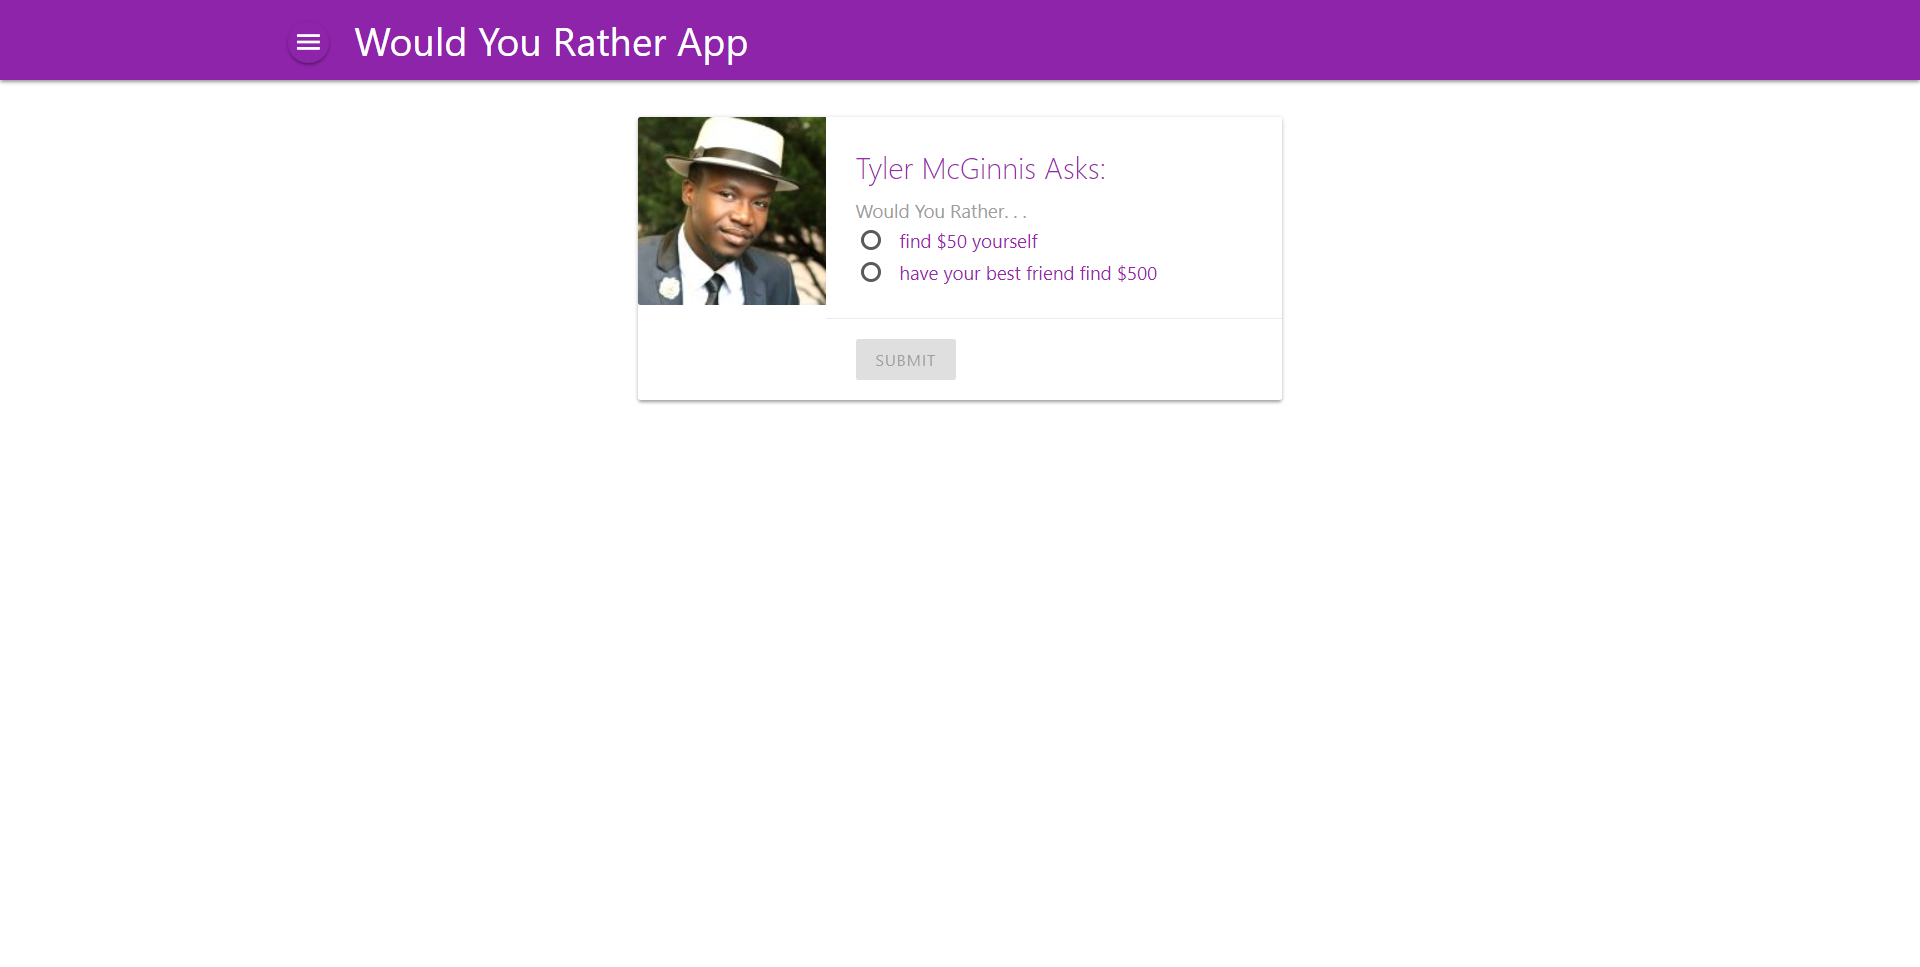 Would You Rather App
Tyler McGinnis Asks:
Would You Rather. . .
find $50 yourself
have your best friend find $500
SUBMIT